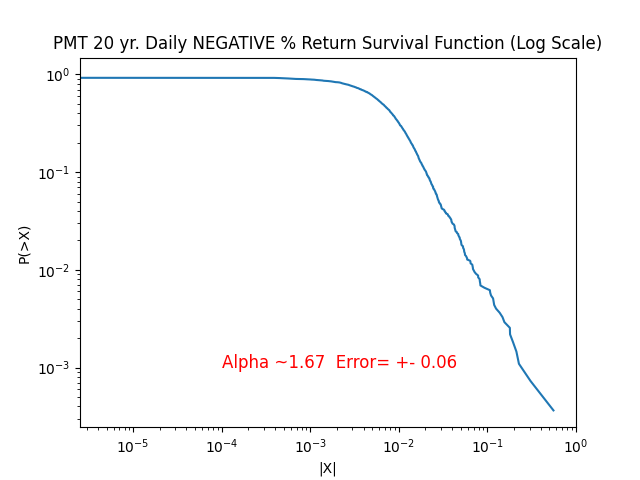 PMT 20 yr. Daily NEGATIVE % Return Survival Function (Log Scale)
10⁰
10⁻¹
10⁻²
10⁻³
P(>X)
Alpha ~1.67  Error= +- 0.06
10⁻⁵ 10⁻⁴ 10⁻³ 10⁻² 10⁻¹ 10⁰
|X|